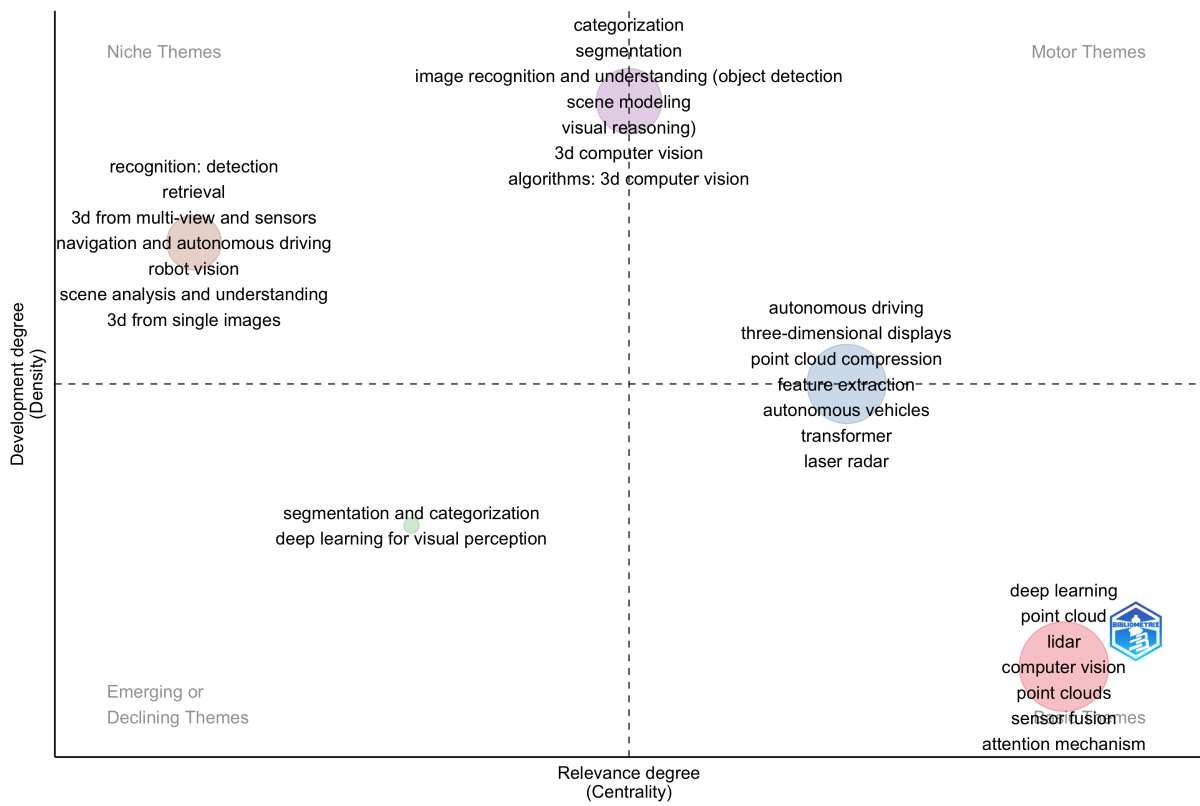 Niche Themes
Motor Themes
categorization
segmentation
image recognition and understanding (object detection
scene modeling
visual reasoning)
3d computer vision
algorithms: 3d computer vision
recognition: detection
retrieval
3d from multi-view and sensors
navigation and autonomous driving
robot vision
scene analysis and understanding
3d from single images
autonomous driving
three-dimensional displays
point cloud compression
feature extraction
autonomous vehicles
transformer
laser radar
Development degree
(Density)
segmentation and categorization
deep learning for visual perception
deep learning
point cloud
BIBLIOMETRIX
lidar
computer vision
point clouds
sensor fusion
attention mechanism
Emerging or
Declining Themes
Basic Themes
Relevance degree
(Centrality)